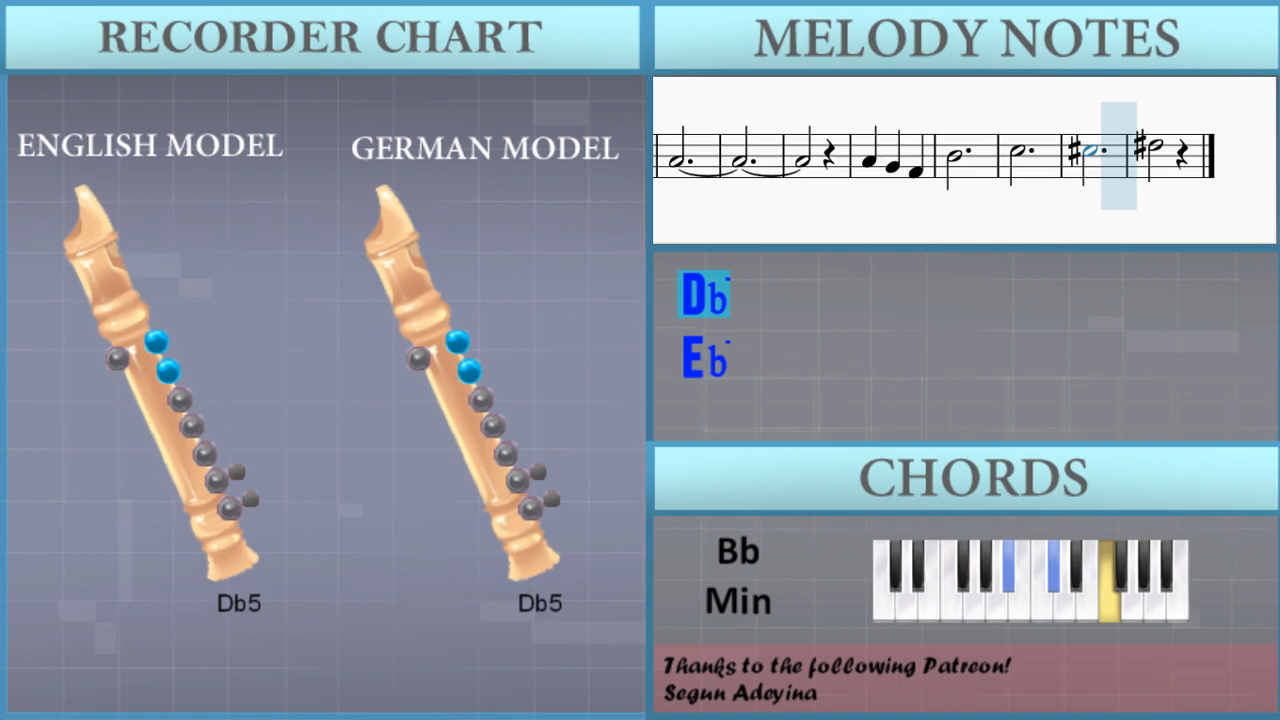 RECORDER CHART
MELODY NOTES
ENGLISH MODEL
GERMAN MODEL
Db5
Db5
Db'
Eb'
CHORDS
Bb
Min
Thanks to the following Patreon!
Segun Adeyina